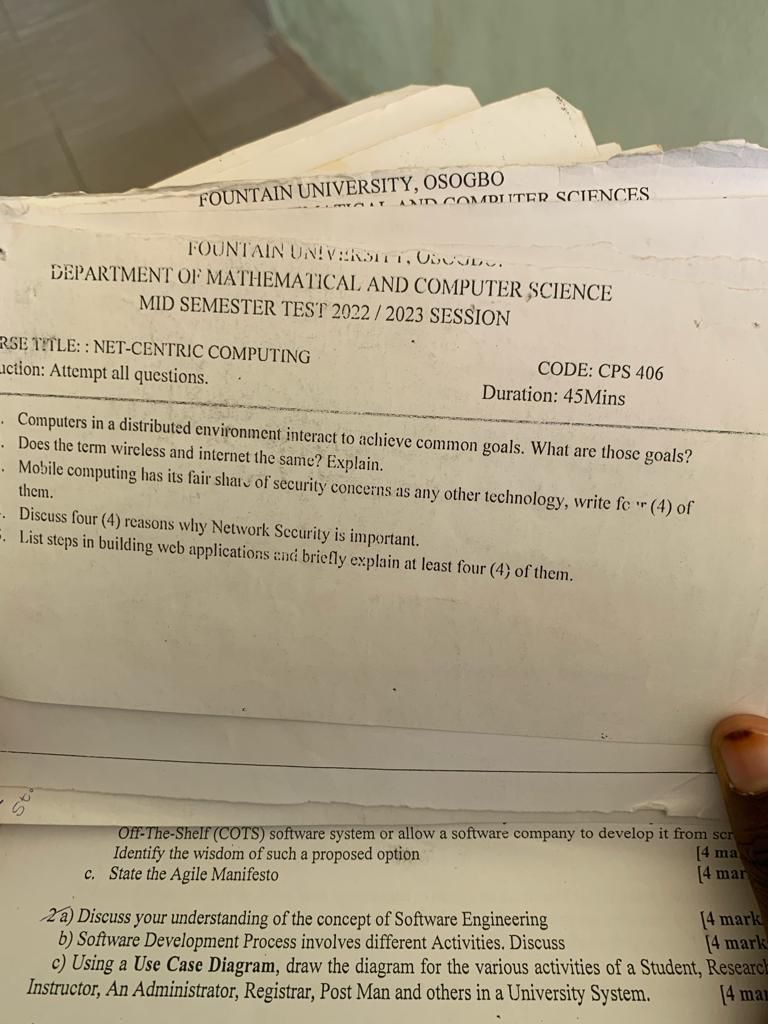 FOUNTAIN UNIVERSITY, OSOGBO
AND COMPUTER SCIENCES
FOUNTAIN UNIVERSITY, OSOGBO.
DEPARTMENT OF MATHEMATICAL AND COMPUTER SCIENCE
MID SEMESTER TEST 2022 / 2023 SESSION
RSE TITLE: : NET-CENTRIC COMPUTING
CODE: CPS 406
uction: Attempt all questions.
Duration: 45Mins
. Computers in a distributed environment interact to achieve common goals. What are those goals?
. Does the term wireless and internet the same? Explain.
. Mobile computing has its fair share of security concerns as any other technology, write four (4) of
them.
. Discuss four (4) reasons why Network Security is important.
. List steps in building web applications and briefly explain at least four (4) of them.
St.
Off-The-Shelf (COTS) software system or allow a software company to develop it from scr
Identify the wisdom of such a proposed option [4 ma
c. State the Agile Manifesto [4 mar
2a) Discuss your understanding of the concept of Software Engineering [4 mark
b) Software Development Process involves different Activities. Discuss [4 mark
c) Using a Use Case Diagram, draw the diagram for the various activities of a Student, Research
Instructor, An Administrator, Registrar, Post Man and others in a University System. [4 mar